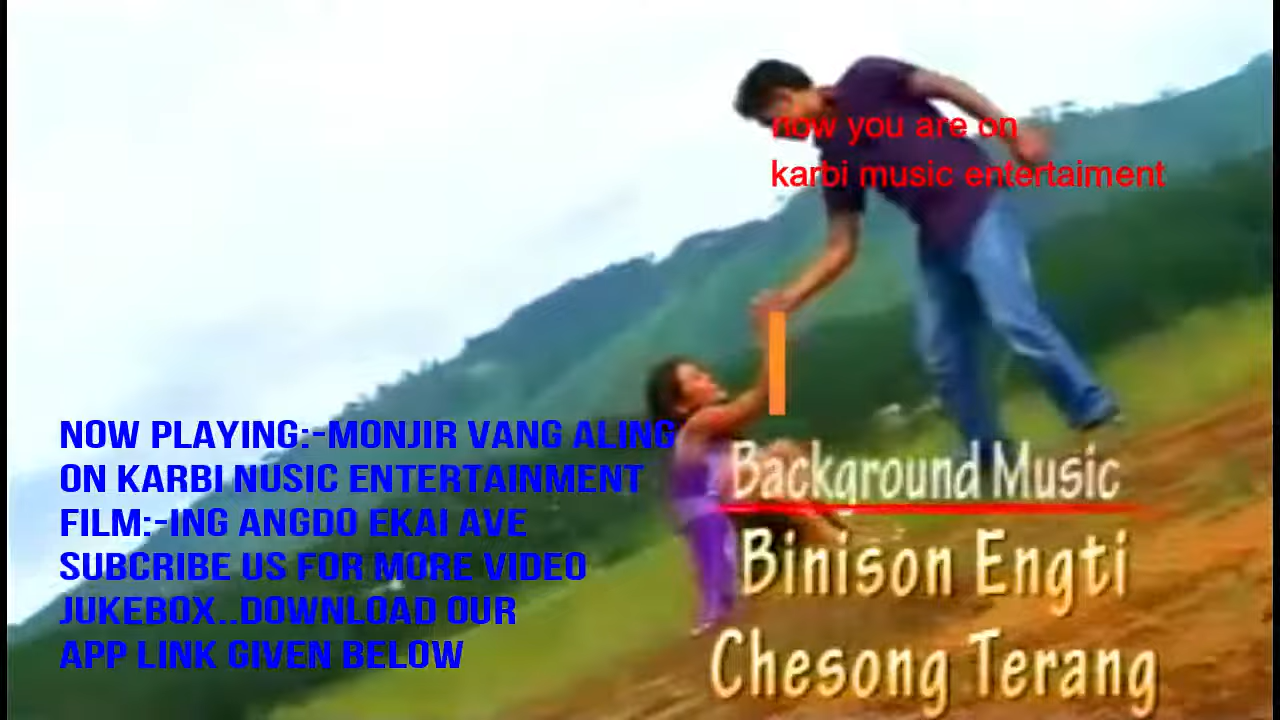 now you are on
karbi music entertaiment
NOW PLAYING:-MONJIR VANG ALING
ON KARBI NUSIC ENTERTAINMENT
FILM:-ING ANGDO EKAI AVE
SUBCRIBE US FOR MORE VIDEO
JUKEBOX..DOWNLOAD OUR
APP LINK GIVEN BELOW
Background Music
Binison Engti
Chesong Terang